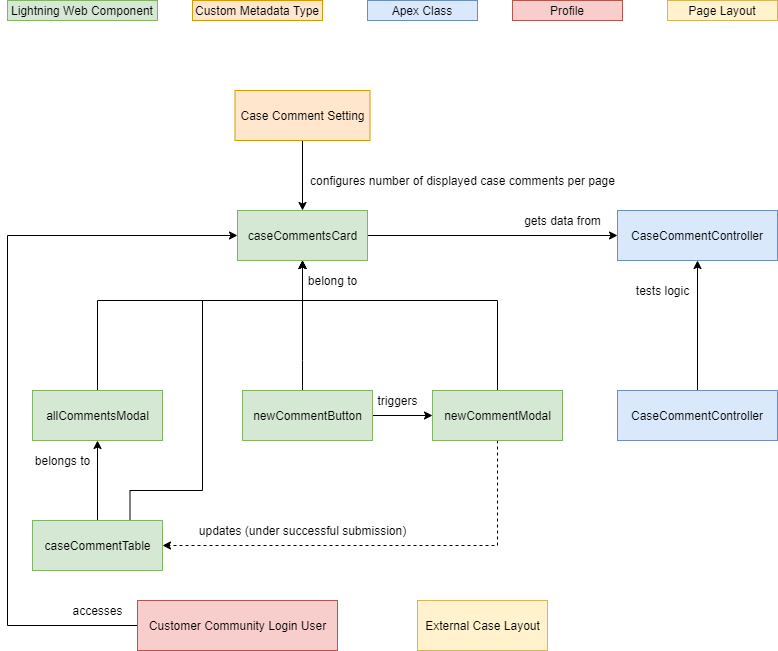 Lightning Web Component
Custom Metadata Type
Apex Class
Profile
Page Layout
Case Comment Setting
configures number of displayed case comments per page
caseCommentsCard
gets data from
CaseCommentController
belong to
tests logic
allCommentsModal
newCommentButton
triggers
newCommentModal
CaseCommentController
belongs to
updates (under successful submission)
caseCommentTable
accesses
Customer Community Login User
External Case Layout